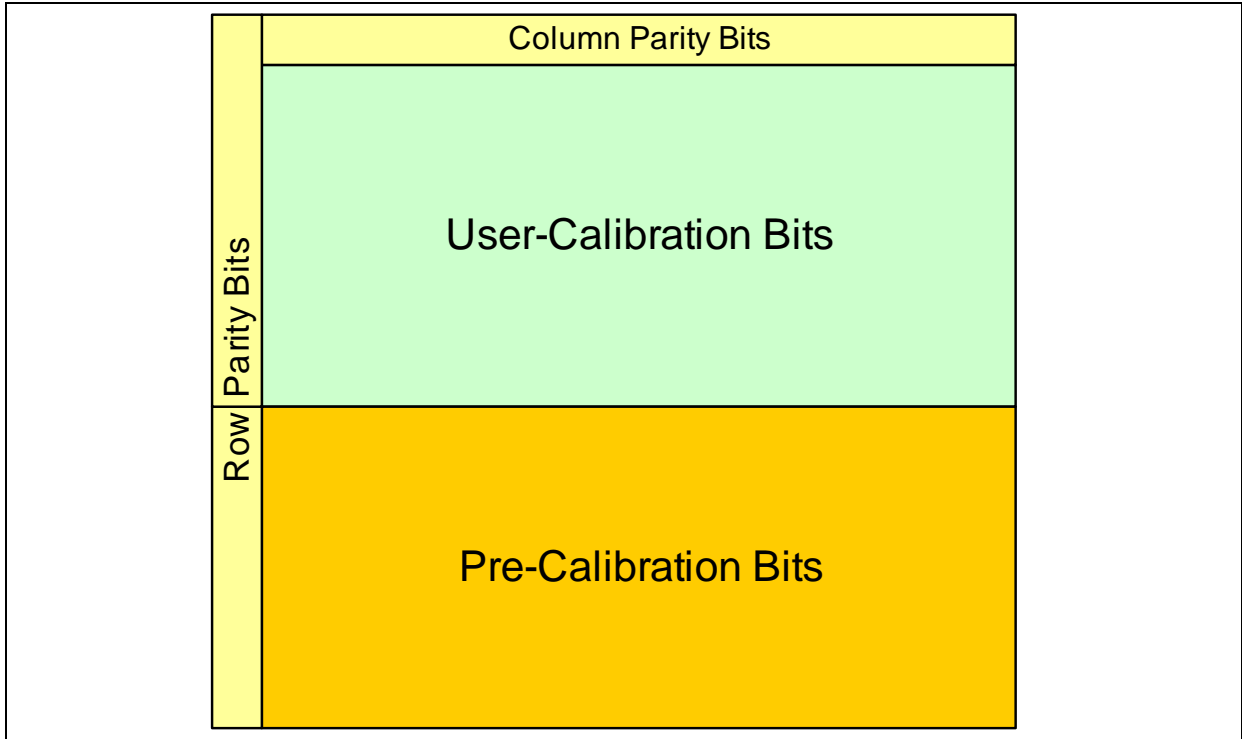 Column Parity Bits
User-Calibration Bits
Row Parity Bits
Pre-Calibration Bits